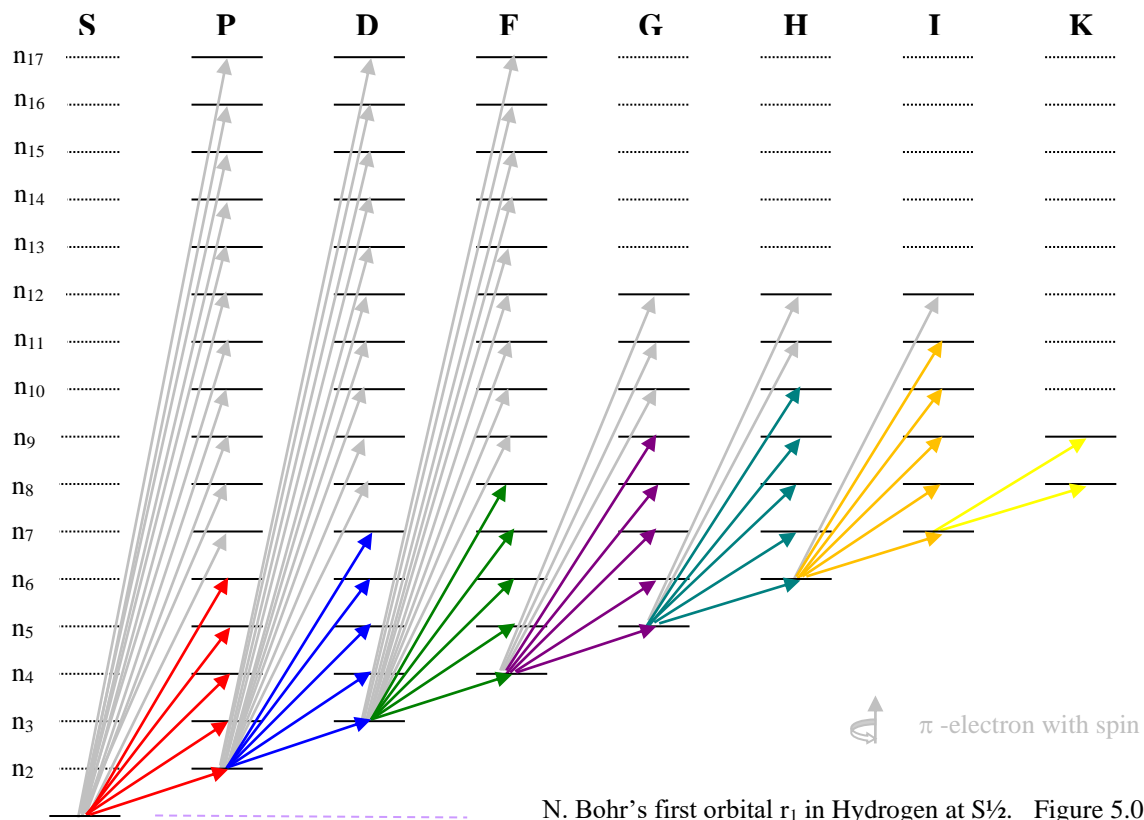 S P D F G H I K
n17
n16
n15
n14
n13
n12
n11
n10
n9
n8
n7
n6
n5
n4
n3
π -electron with spin
n2
N. Bohr's first orbital r1 in Hydrogen at S½. Figure 5.0